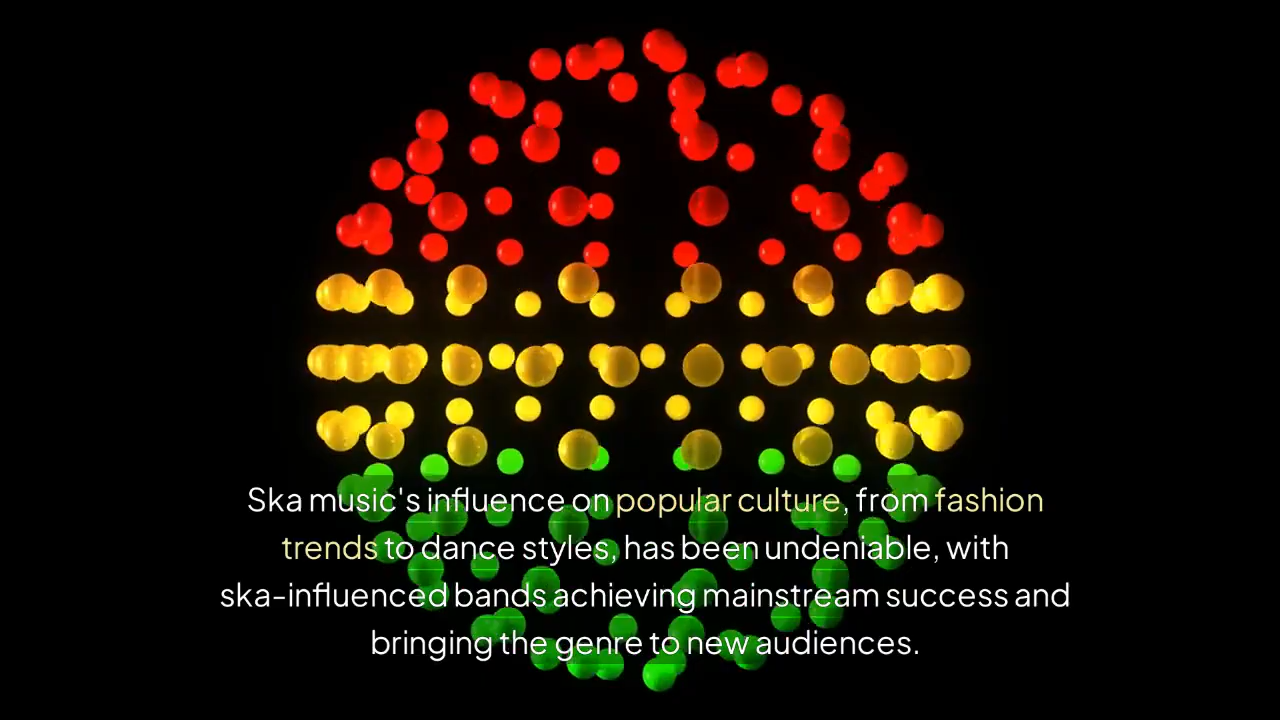 Ska music's influence on popular culture, from fashion
trends to dance styles, has been undeniable, with
ska-influenced bands achieving mainstream success and
bringing the genre to new audiences.